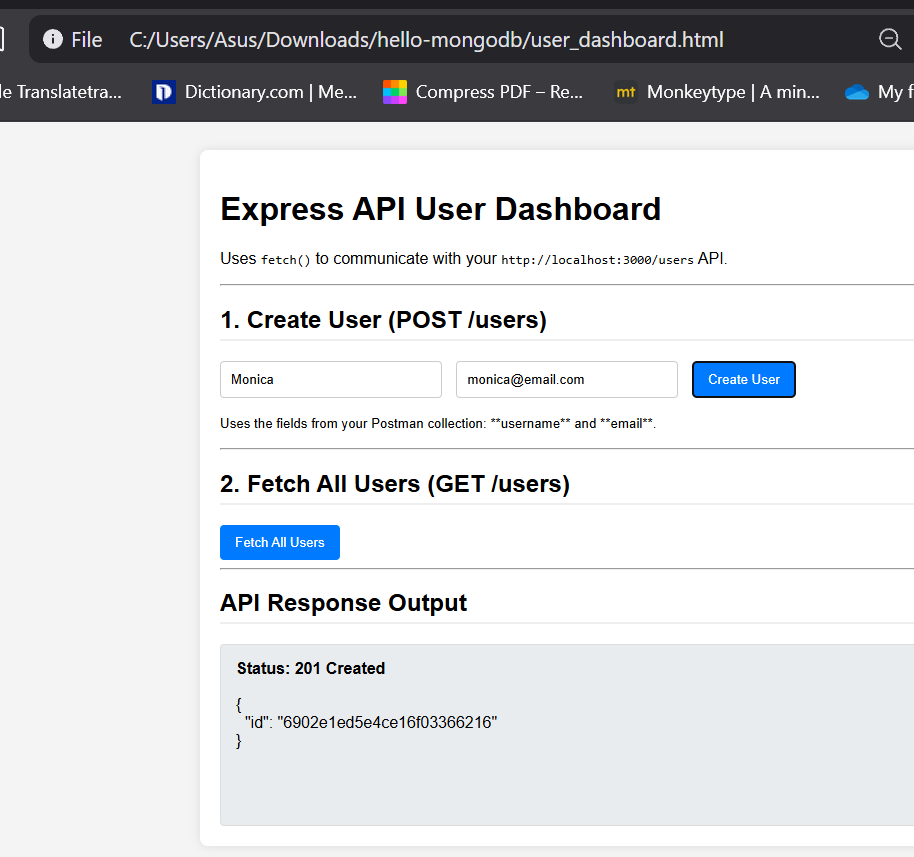 File C:/Users/Asus/Downloads/hello-mongodb/user_dashboard.html
le Translatetra... Dictionary.com | Me... Compress PDF – Re... mt Monkeytype | A min... My f
Express API User Dashboard
Uses fetch() to communicate with your http://localhost:3000/users API.
1. Create User (POST /users)
Monica monica@email.com Create User
Uses the fields from your Postman collection: **username** and **email**.
2. Fetch All Users (GET /users)
Fetch All Users
API Response Output
Status: 201 Created
{
"id": "6902e1ed5e4ce16f03366216"
}